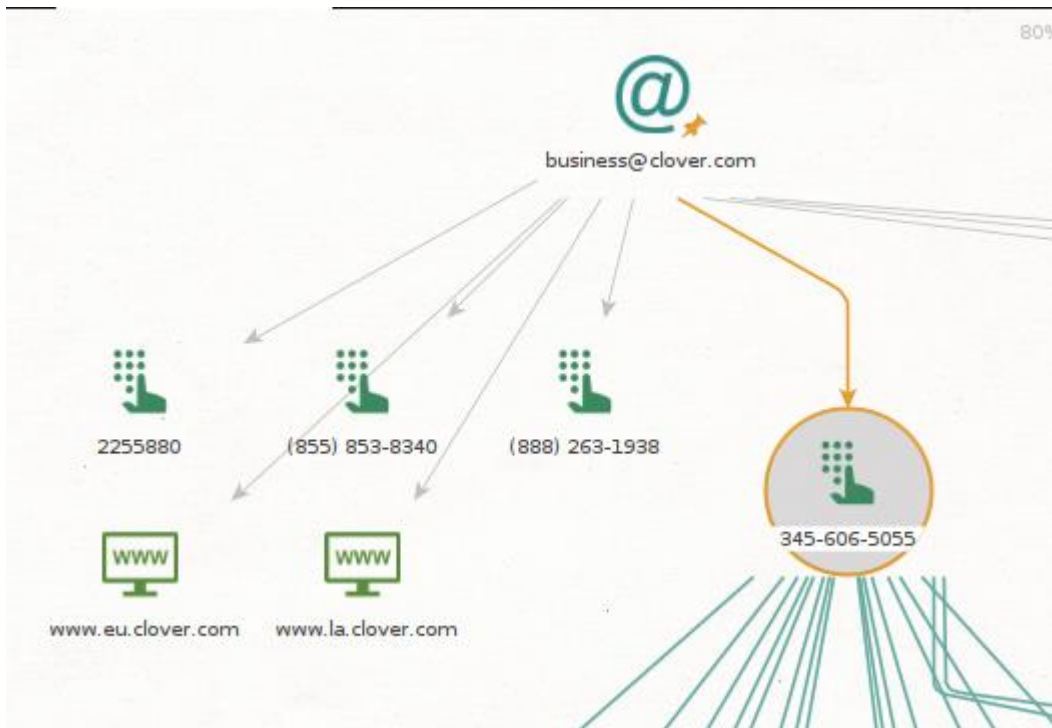 80%
@
business@clover.com
2255880
(855) 853-8340
(888) 263-1938
345-606-5055
www
www
www.eu.clover.com
www.la.clover.com